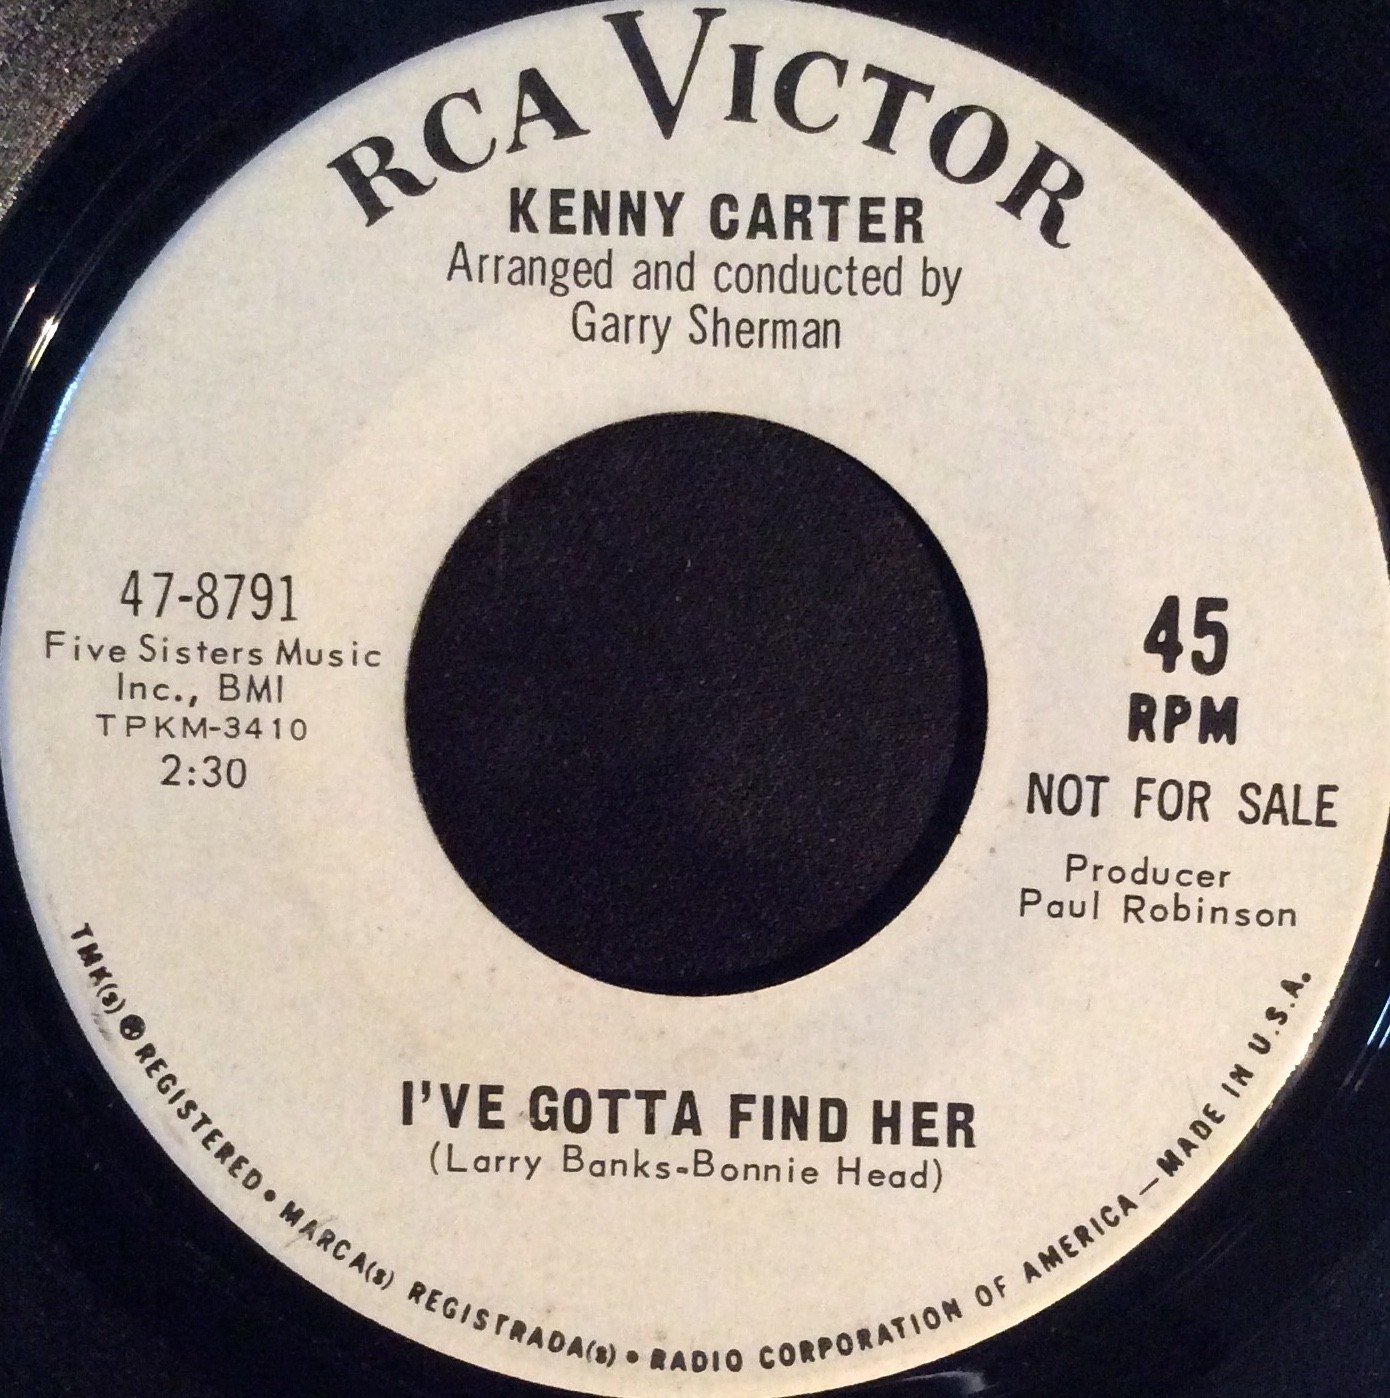 RCA VICTOR
KENNY CARTER
Arranged and conducted by
Garry Sherman
47-8791
Five Sisters Music
Inc., BMI
TPKM-3410
2:30
45
RPM
NOT FOR SALE
Producer
Paul Robinson
I'VE GOTTA FIND HER
(Larry Banks-Bonnie Head)
TMK(s) ® REGISTERED • MARCA(s) REGISTRADA(s) • RADIO CORPORATION OF AMERICA — MADE IN U.S.A.